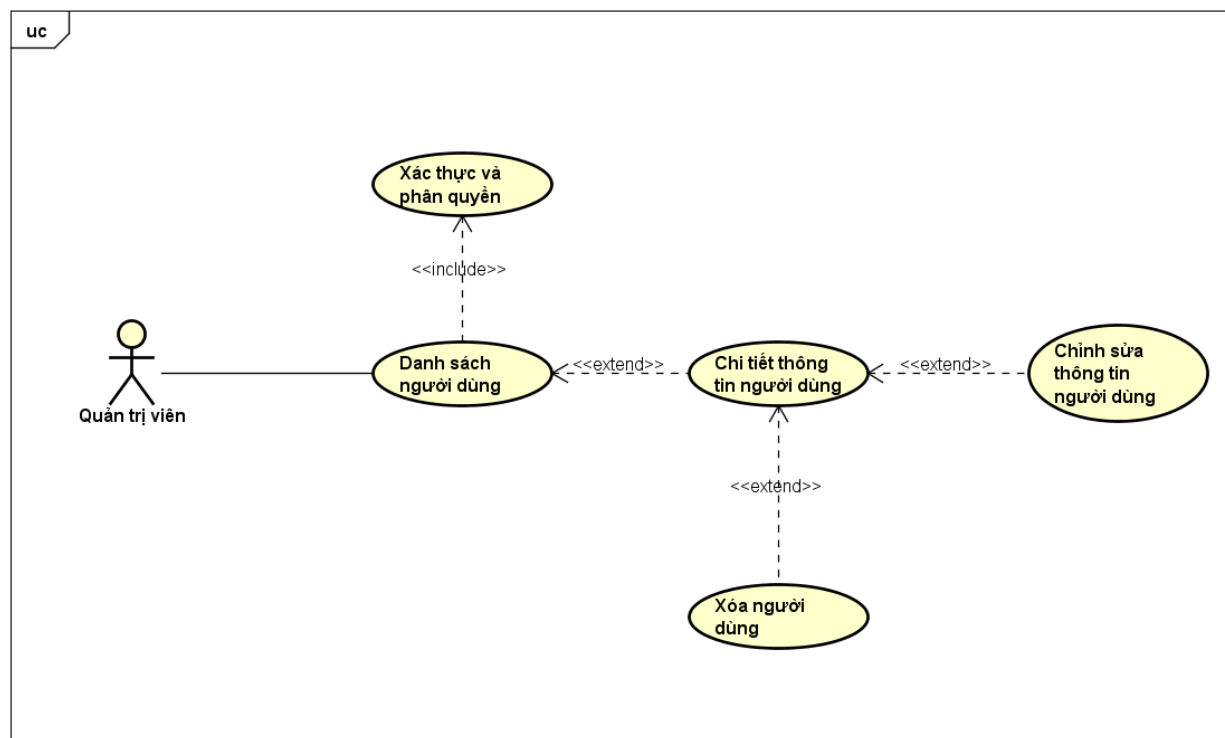 uc
Xác thực và
phân quyền
<<include>>
Danh sách
người dùng
<<extend>>
Chi tiết thông
tin người dùng
<<extend>>
Chỉnh sửa
thông tin
người dùng
Quản trị viên
<<extend>>
Xóa người
dùng